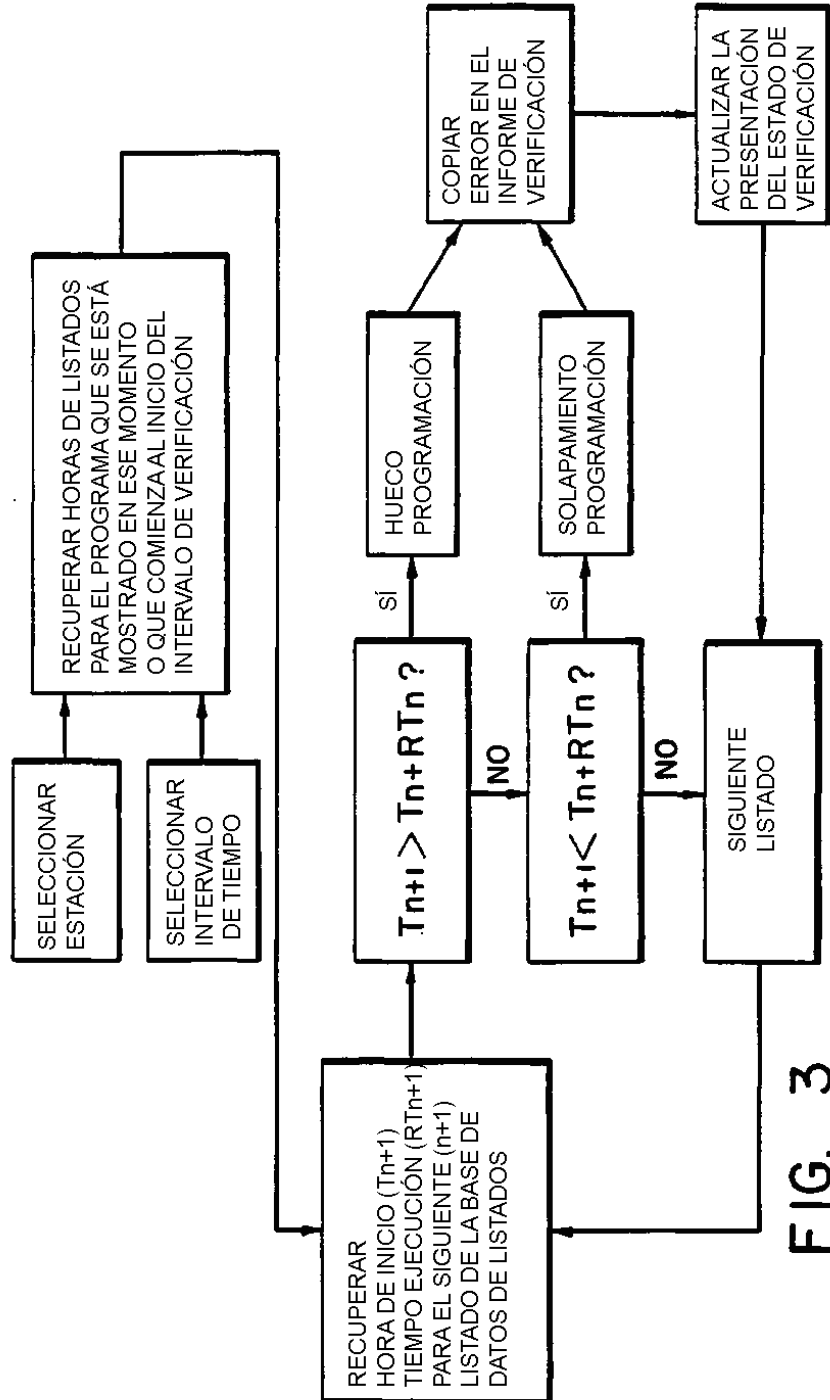 SELECCIONAR
ESTACIÓN
SELECCIONAR
INTERVALO
DE TIEMPO
RECUPERAR HORAS DE LISTADOS
PARA EL PROGRAMA QUE SE ESTÁ
MOSTRADO EN ESE MOMENTO
O QUE COMIENZA AL INICIO DEL
INTERVALO DE VERIFICACIÓN
RECUPERAR
HORA DE INICIO (Tn+1)
TIEMPO EJECUCIÓN (RTn+1)
PARA EL SIGUIENTE (n+1)
LISTADO DE LA BASE DE
DATOS DE LISTADOS
Tn+1 > Tn+RTn ?
SÍ
HUECO
PROGRAMACIÓN
NO
Tn+1 < Tn+RTn ?
SÍ
SOLAPAMIENTO
PROGRAMACIÓN
NO
COPIAR
ERROR EN EL
INFORME DE
VERIFICACIÓN
SIGUIENTE
LISTADO
ACTUALIZAR LA
PRESENTACIÓN
DEL ESTADO DE
VERIFICACIÓN
FIG. 3